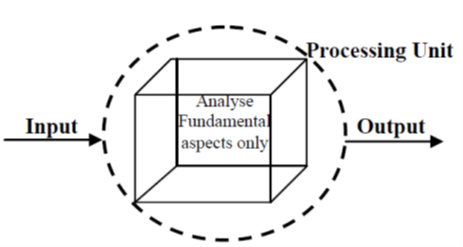 Processing Unit
Analyse
Fundamental
aspects only
Input
Output